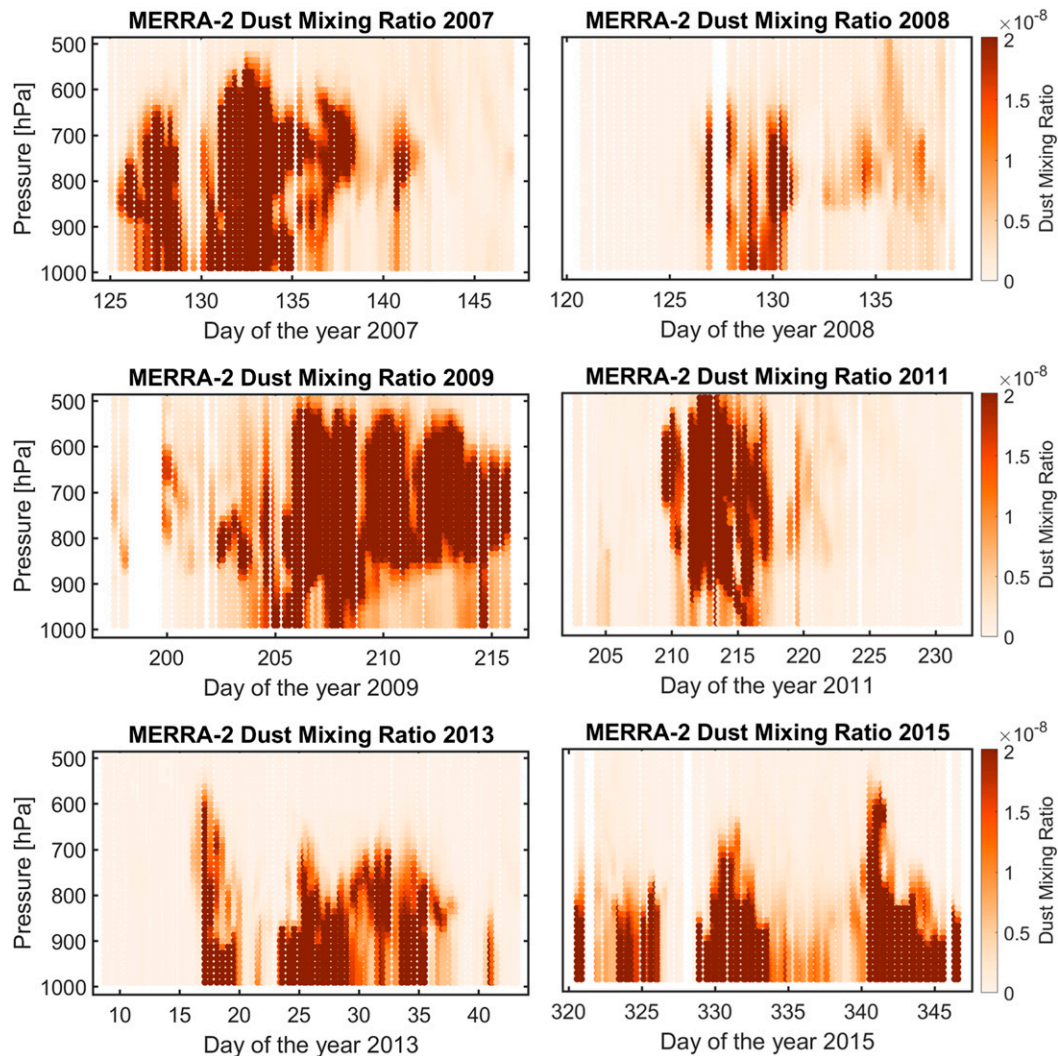 MERRA-2 Dust Mixing Ratio 2007
MERRA-2 Dust Mixing Ratio 2008
×10⁻⁸
Pressure [hPa]
500
600
700
800
900
1000
125 130 135 140 145
Day of the year 2007
120 125 130 135
Day of the year 2008
2
1.5
1
0.5
0
Dust Mixing Ratio
MERRA-2 Dust Mixing Ratio 2009
MERRA-2 Dust Mixing Ratio 2011
×10⁻⁸
Pressure [hPa]
500
600
700
800
900
1000
200 205 210 215
Day of the year 2009
205 210 215 220 225 230
Day of the year 2011
2
1.5
1
0.5
0
Dust Mixing Ratio
MERRA-2 Dust Mixing Ratio 2013
MERRA-2 Dust Mixing Ratio 2015
×10⁻⁸
Pressure [hPa]
500
600
700
800
900
1000
10 15 20 25 30 35 40
Day of the year 2013
320 325 330 335 340 345
Day of the year 2015
2
1.5
1
0.5
0
Dust Mixing Ratio